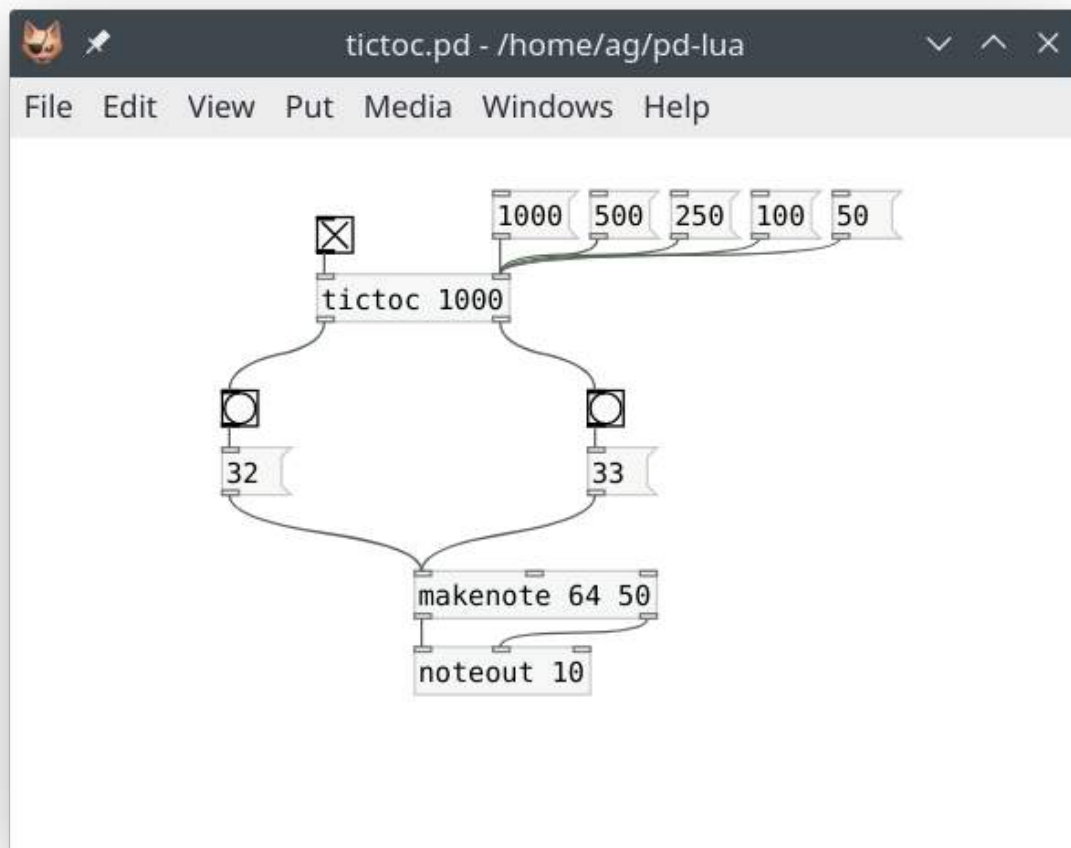 tictoc.pd - /home/ag/pd-lua
File Edit View Put Media Windows Help
1000 500 250 100 50
tictoc 1000
32 33
makenote 64 50
noteout 10